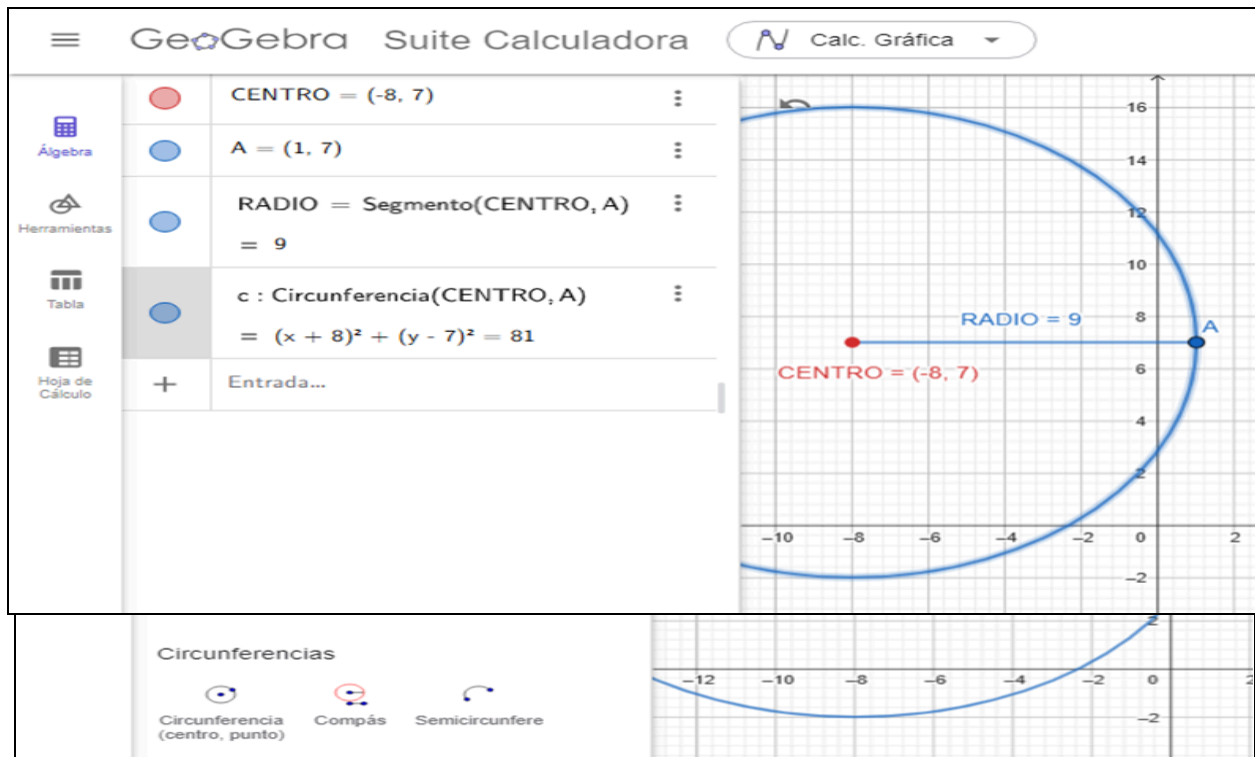 GeoGebra Suite Calculadora Calc. Gráfica
CENTRO = (-8, 7)
Álgebra
A = (1, 7)
Herramientas
RADIO = Segmento(CENTRO, A)
= 9
Tabla
c : Circunferencia(CENTRO, A)
= (x + 8)² + (y - 7)² = 81
Hoja de
Cálculo
+ Entrada...
16
14
12
10
8
6
4
2
0
-2
-10 -8 -6 -4 -2 2
RADIO = 9
A
CENTRO = (-8, 7)
Circunferencias
Circunferencia
(centro, punto)
Compás
Semicircunfere
2
-12 -10 -8 -6 -4 -2 0 2
-2